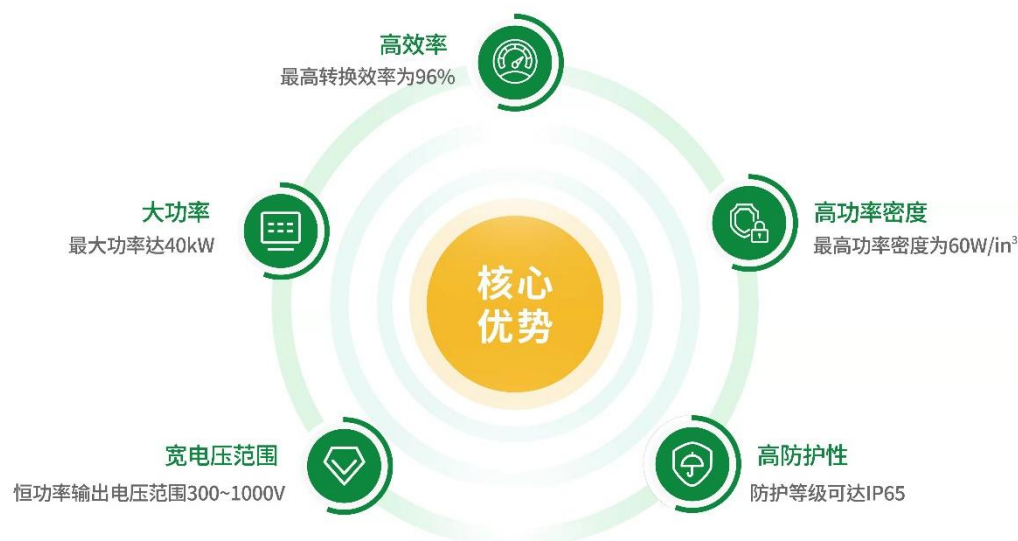 高效率
最高转换效率为96%
大功率
最大功率达40kW
高功率密度
最高功率密度为60W/in³
核心
优势
宽电压范围
恒功率输出电压范围300~1000V
高防护性
防护等级可达IP65